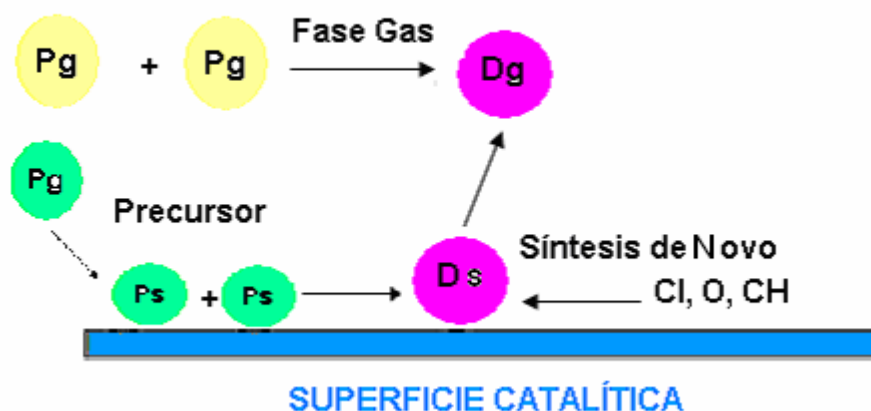 Fase Gas
Pg + Pg Dg
Pg
Precursor
Ps + Ps Ds
Síntesis de Novo
Cl, O, CH
SUPERFICIE CATALÍTICA